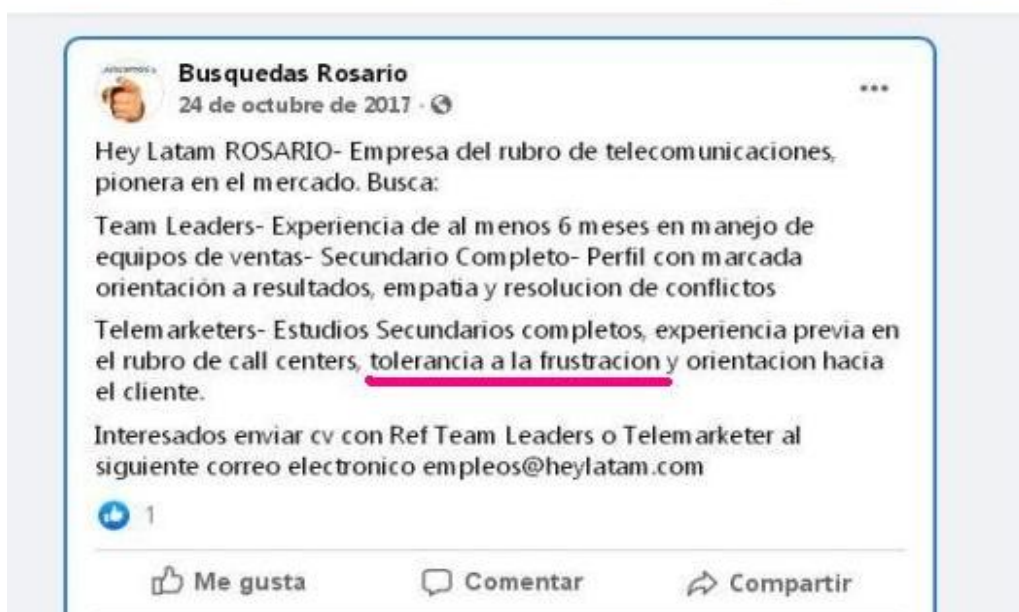 Busquedas Rosario
24 de octubre de 2017 ·
Hey Latam ROSARIO- Empresa del rubro de telecomunicaciones,
pionera en el mercado. Busca:
Team Leaders- Experiencia de al menos 6 meses en manejo de
equipos de ventas- Secundario Completo- Perfil con marcada
orientación a resultados, empatia y resolucion de conflictos
Telemarketers- Estudios Secundarios completos, experiencia previa en
el rubro de call centers, tolerancia a la frustracion y orientacion hacia
el cliente.
Interesados enviar cv con Ref Team Leaders o Telemarketer al
siguiente correo electronico empleos@heylatam.com
1
Me gusta Comentar Compartir